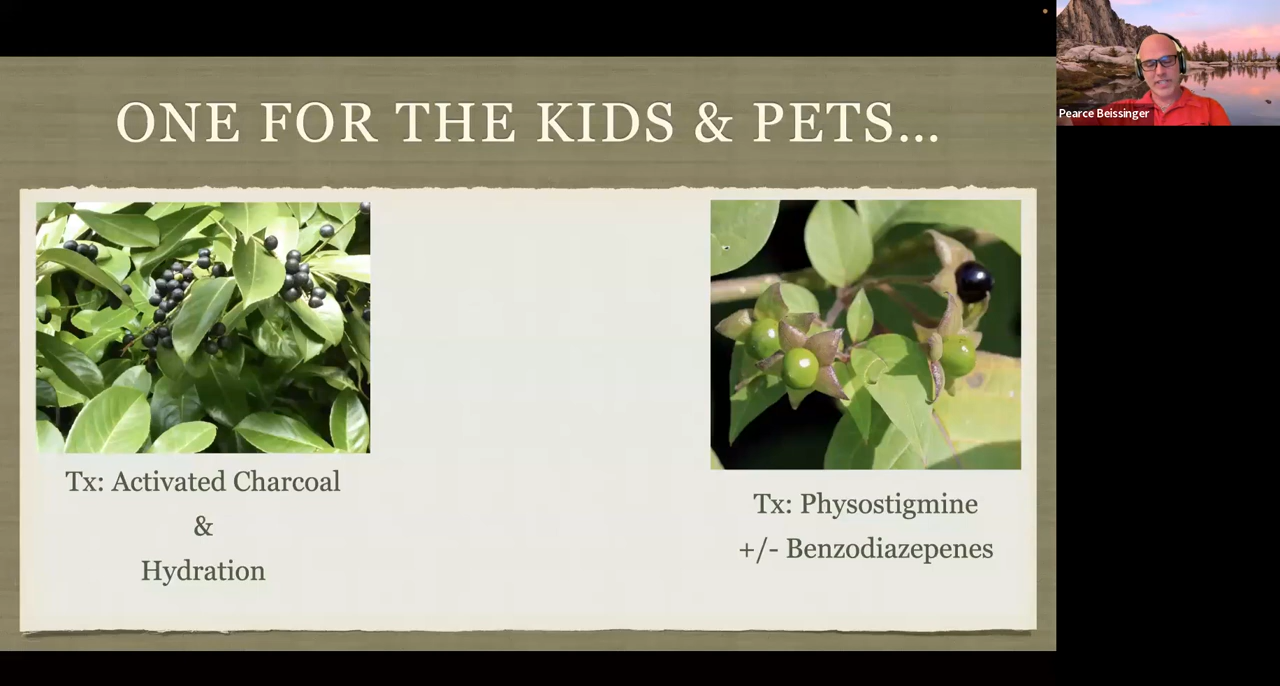 ONE FOR THE KIDS & PETS...
Pearce Beissinger
Tx: Activated Charcoal
&
Hydration
Tx: Physostigmine
+/- Benzodiazepenes